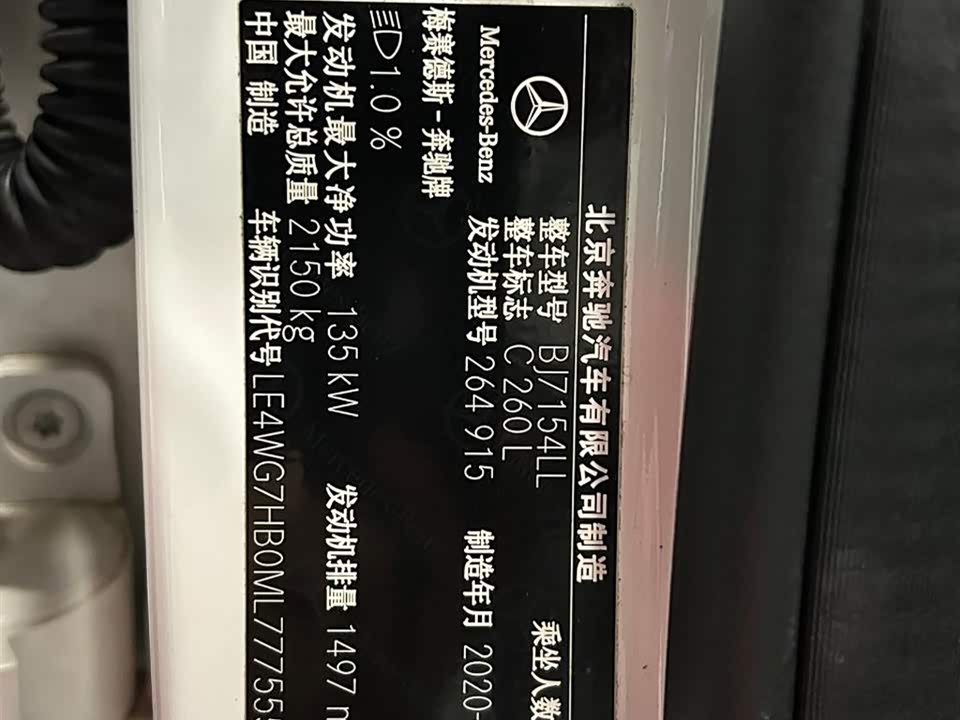 北京奔驰汽车有限公司制造
Mercedes-Benz
梅赛德斯-奔驰牌
整车型号 BJ7154LL 乘坐人数
整车标志 C 260 L
发动机型号 264 915 制造年月 2020-
1.0 %
发动机最大净功率 135 kW 发动机排量 1497
最大允许总质量 2150 kg
中国 制造 车辆识别代号 LE4WG7HB0ML77755